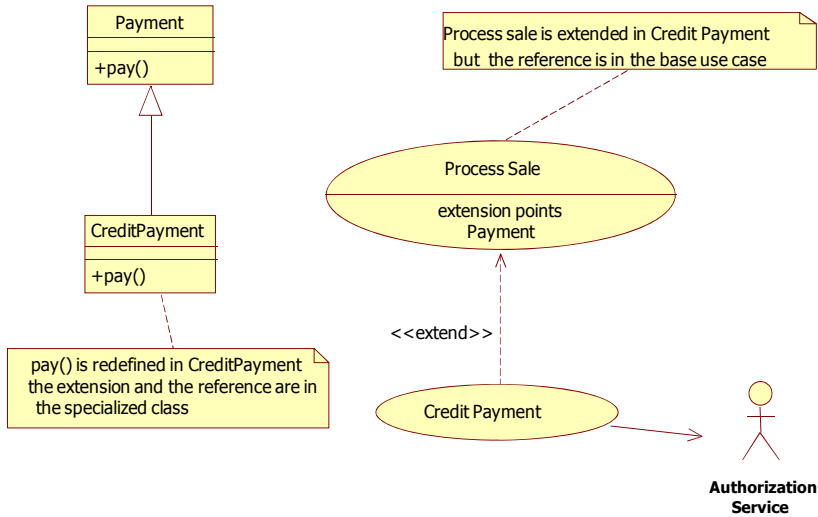 Payment
+pay()
CreditPayment
+pay()
pay() is redefined in CreditPayment
the extension and the reference are in
the specialized class
Process sale is extended in Credit Payment
but the reference is in the base use case
Process Sale
extension points
Payment
<<extend>>
Credit Payment
Authorization
Service